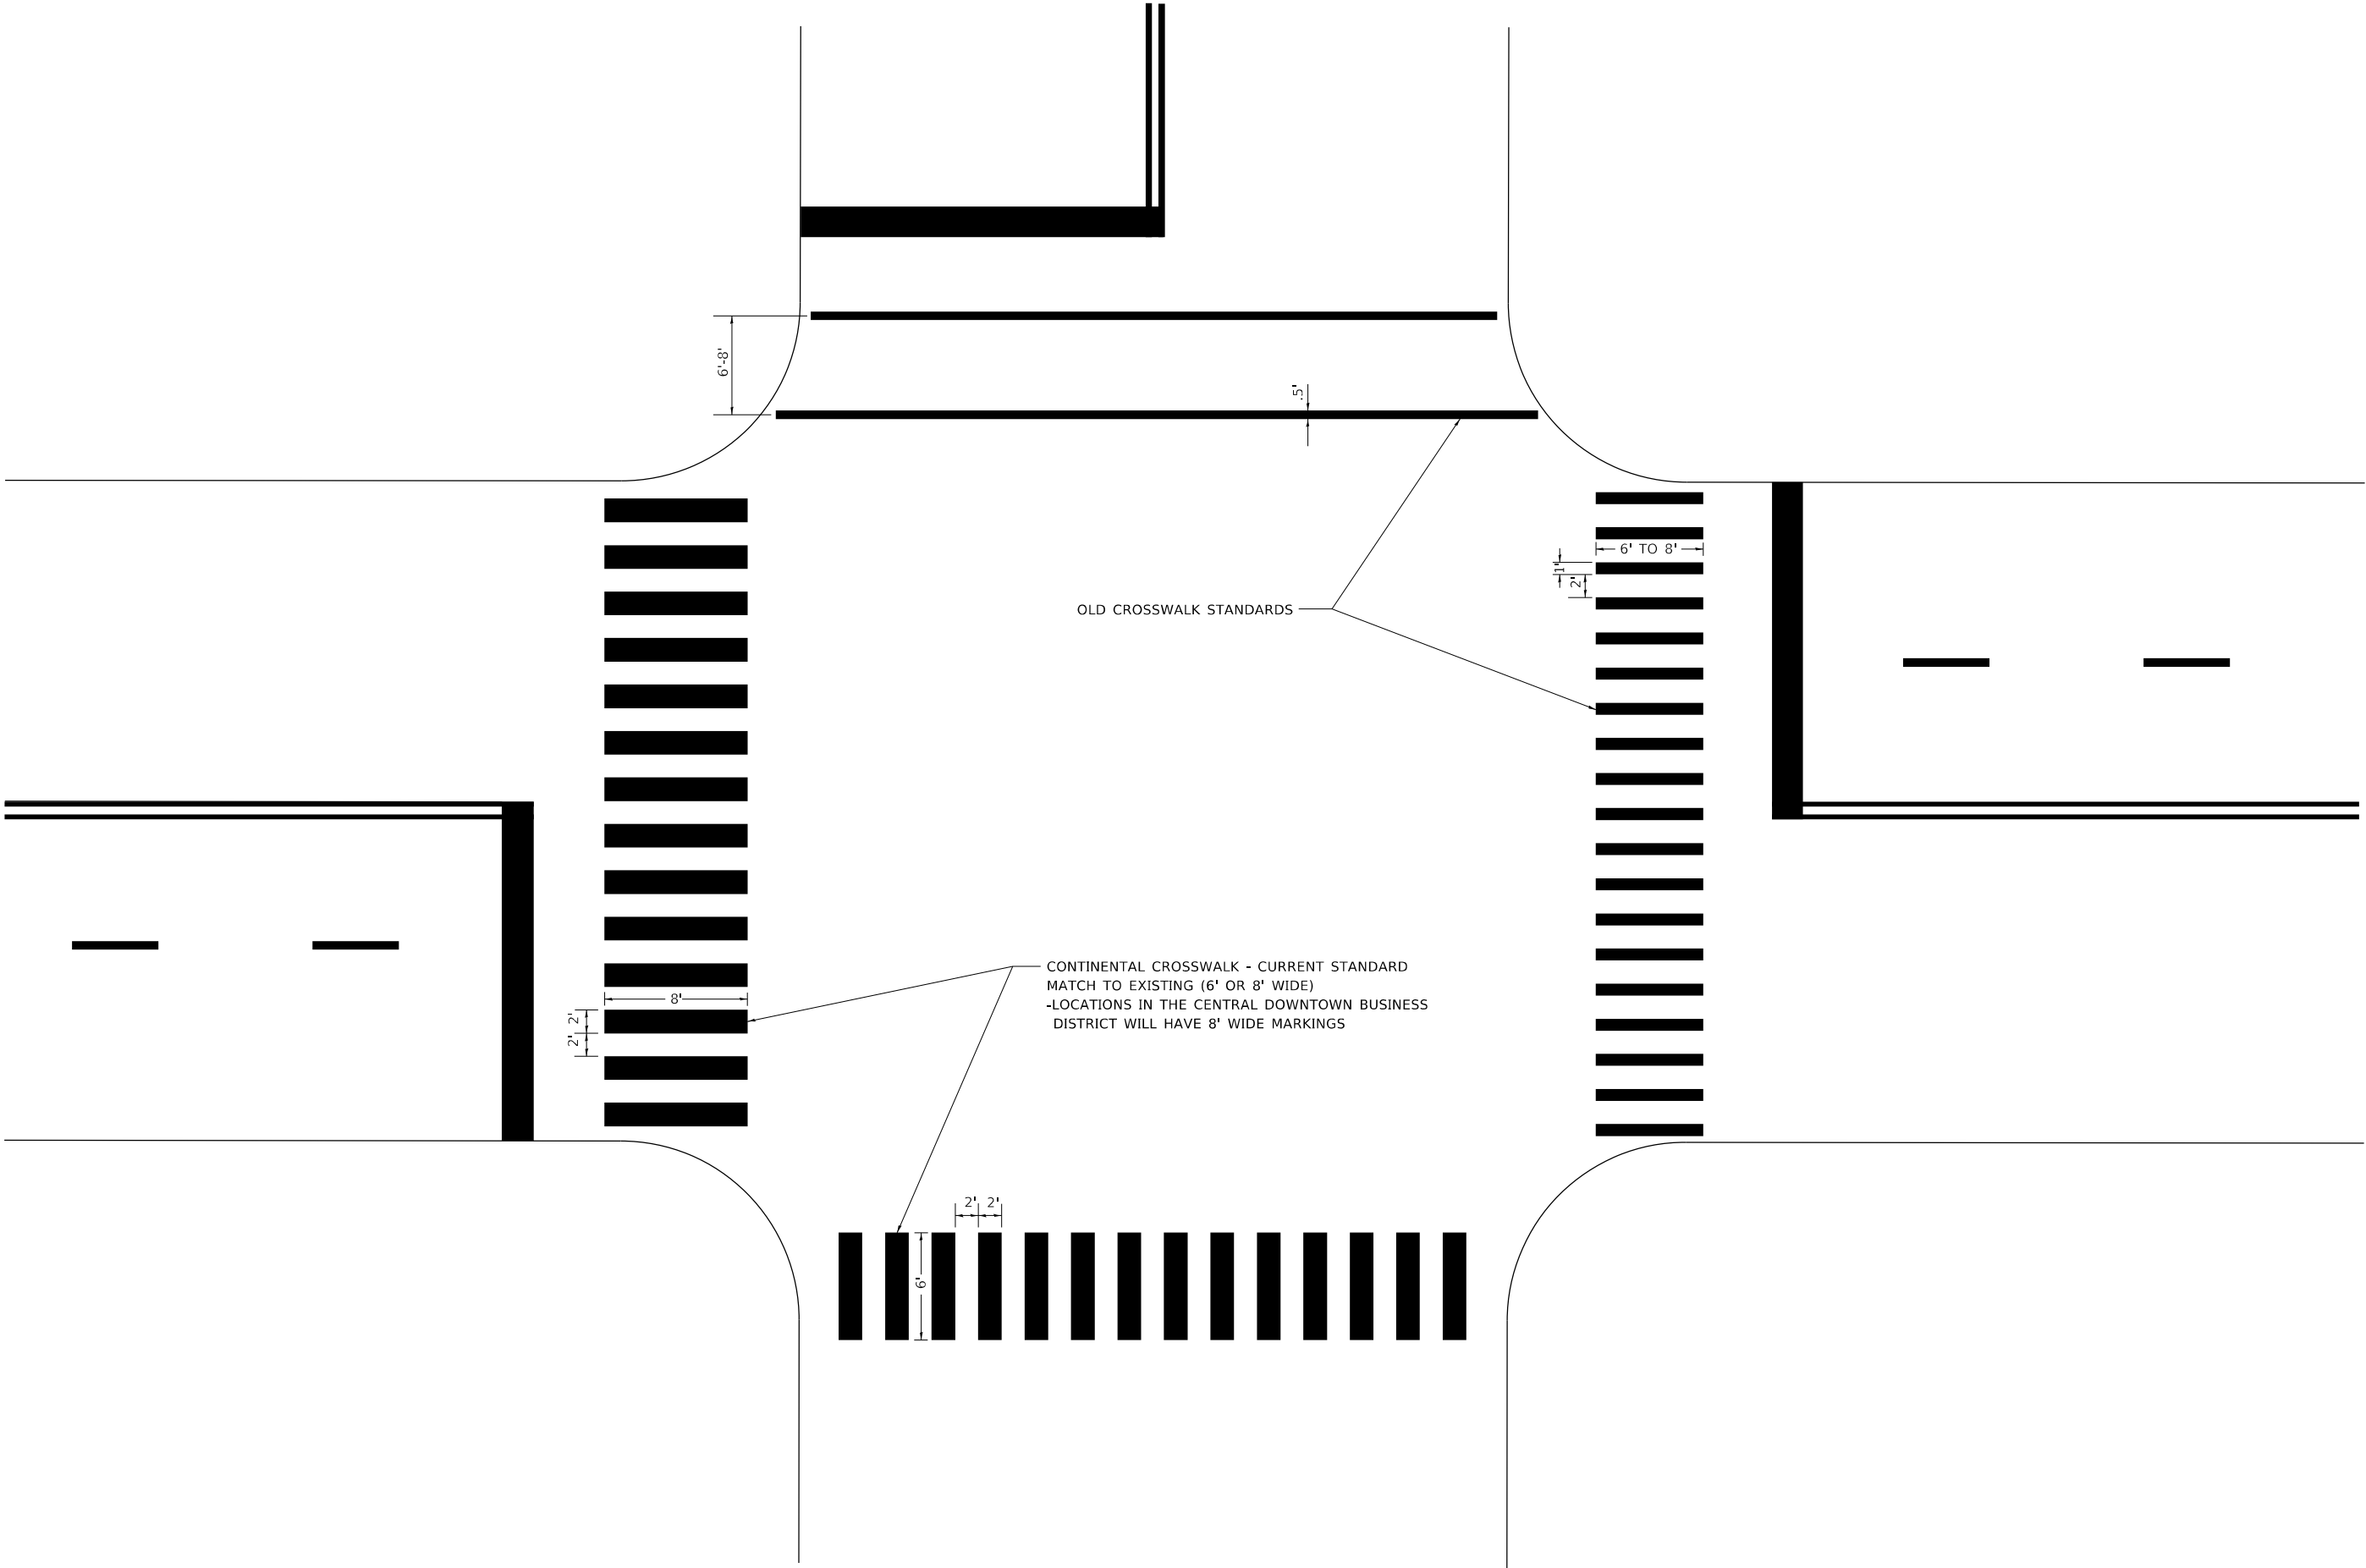 6'-8'
.5'
6' TO 8'
1'
2'
OLD CROSSWALK STANDARDS
CONTINENTAL CROSSWALK - CURRENT STANDARD
MATCH TO EXISTING (6' OR 8' WIDE)
-LOCATIONS IN THE CENTRAL DOWNTOWN BUSINESS
DISTRICT WILL HAVE 8' WIDE MARKINGS
8'
2'
2'
2' 2'
6'